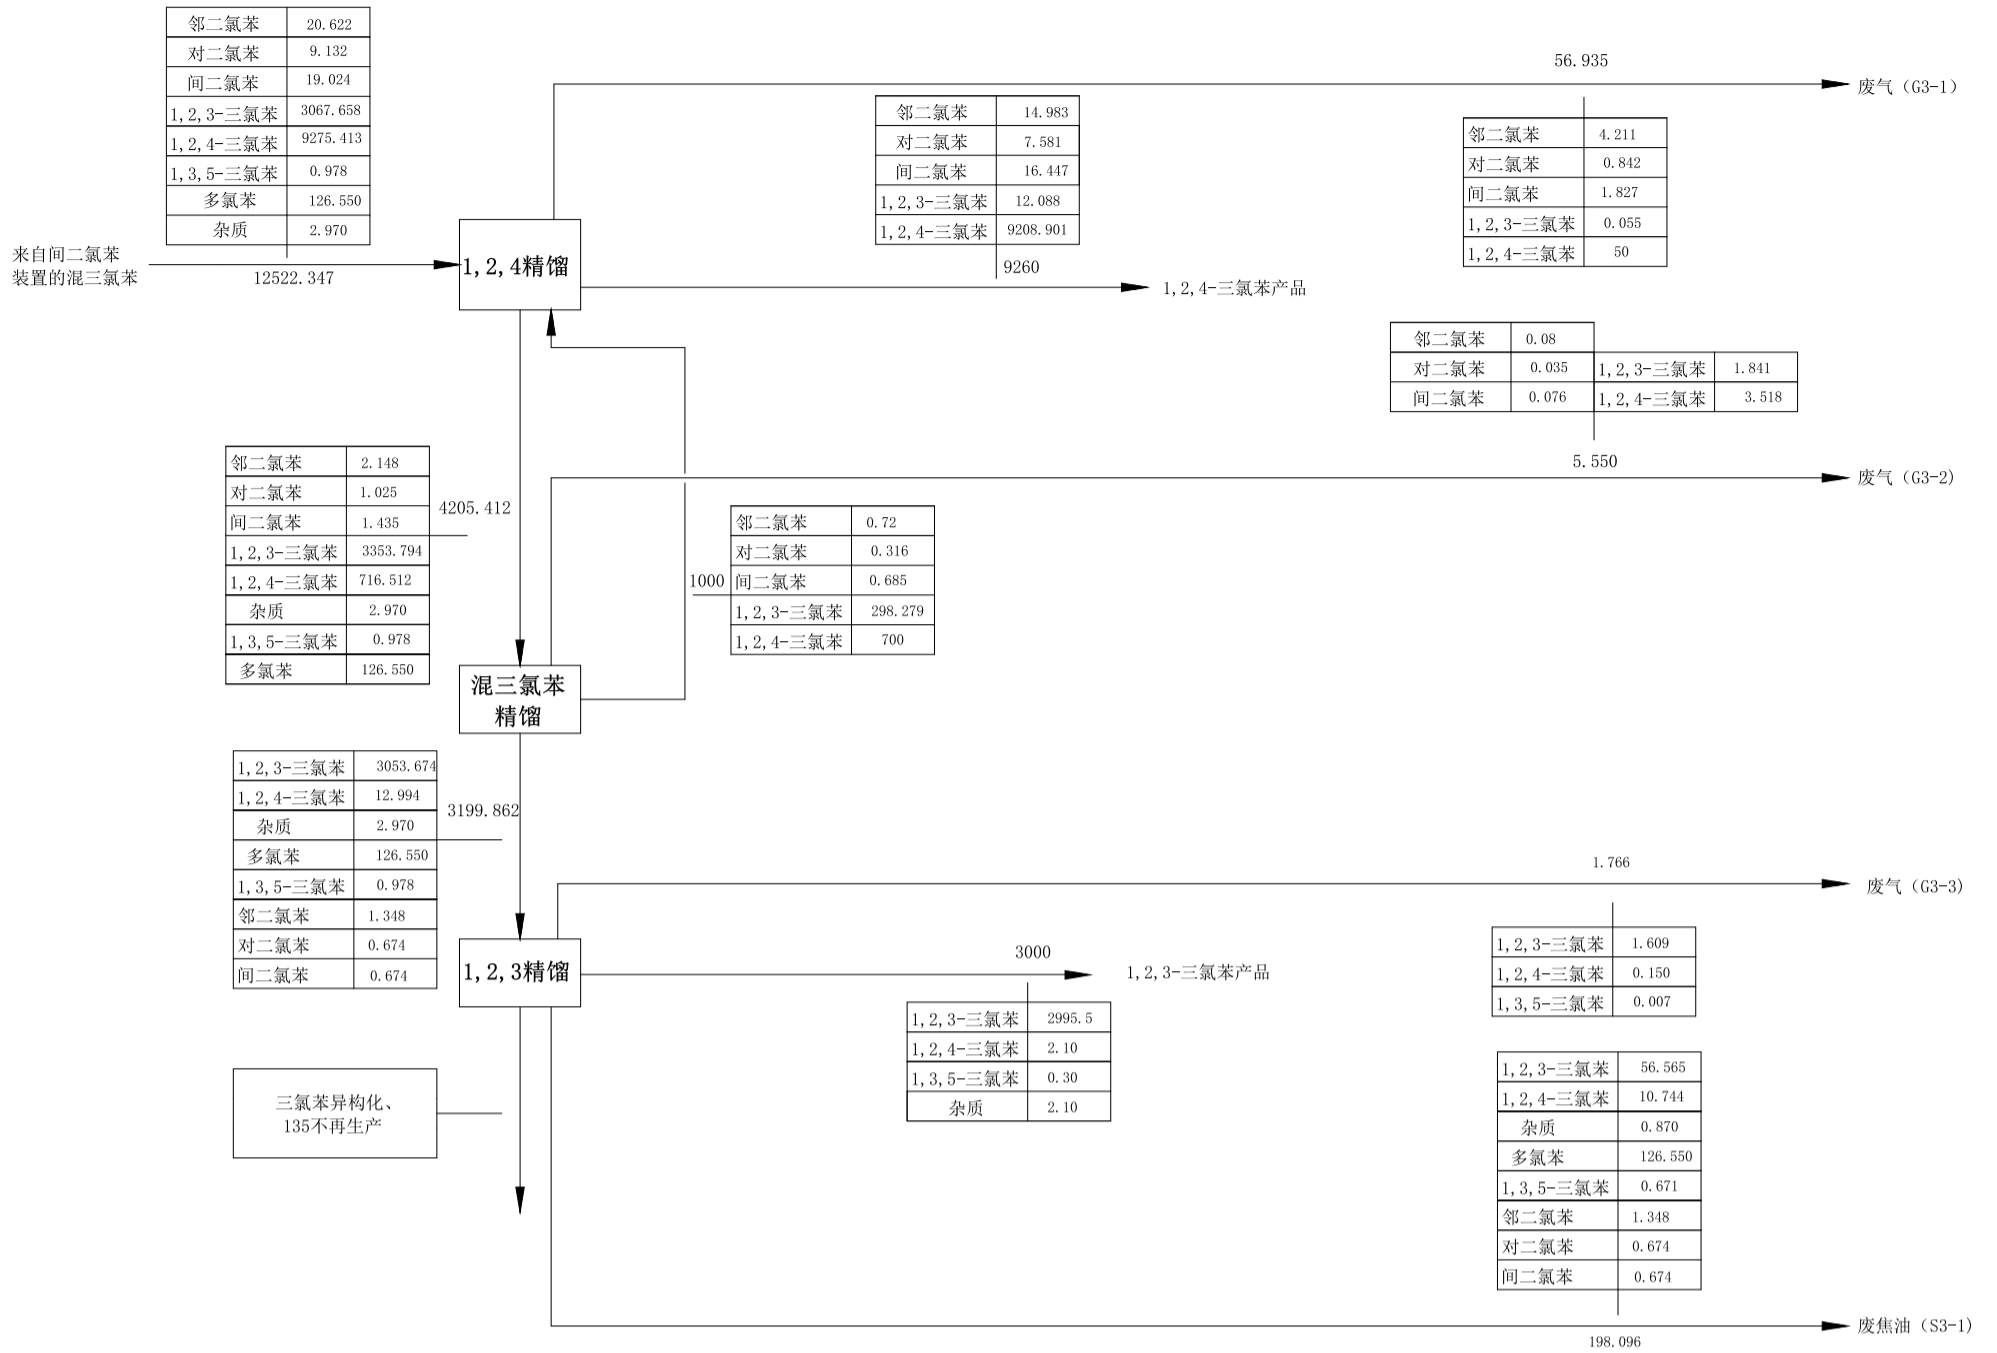 邻二氯苯 20.622
对二氯苯 9.132
间二氯苯 19.024
1,2,3-三氯苯 3067.658
1,2,4-三氯苯 9275.413
1,3,5-三氯苯 0.978
多氯苯 126.550
杂质 2.970
来自间二氯苯
装置的混三氯苯
12522.347
1,2,4精馏
56.935
废气（G3-1）
邻二氯苯 4.211
对二氯苯 0.842
间二氯苯 1.827
1,2,3-三氯苯 0.055
1,2,4-三氯苯 50
邻二氯苯 14.983
对二氯苯 7.581
间二氯苯 16.447
1,2,3-三氯苯 12.088
1,2,4-三氯苯 9208.901
9260
1,2,4-三氯苯产品
邻二氯苯 0.08
对二氯苯 0.035 1,2,3-三氯苯 1.841
间二氯苯 0.076 1,2,4-三氯苯 3.518
5.550
废气（G3-2）
邻二氯苯 2.148
对二氯苯 1.025
间二氯苯 1.435
1,2,3-三氯苯 3353.794
1,2,4-三氯苯 716.512
杂质 2.970
1,3,5-三氯苯 0.978
多氯苯 126.550
4205.412
1000
邻二氯苯 0.72
对二氯苯 0.316
间二氯苯 0.685
1,2,3-三氯苯 298.279
1,2,4-三氯苯 700
混三氯苯
精馏
1,2,3-三氯苯 3053.674
1,2,4-三氯苯 12.994
杂质 2.970
多氯苯 126.550
1,3,5-三氯苯 0.978
邻二氯苯 1.348
对二氯苯 0.674
间二氯苯 0.674
3199.862
1,2,3精馏
1.766
废气（G3-3）
1,2,3-三氯苯 1.609
1,2,4-三氯苯 0.150
1,3,5-三氯苯 0.007
3000
1,2,3-三氯苯产品
1,2,3-三氯苯 2995.5
1,2,4-三氯苯 2.10
1,3,5-三氯苯 0.30
杂质 2.10
三氯苯异构化、
135不再生产
1,2,3-三氯苯 56.565
1,2,4-三氯苯 10.744
杂质 0.870
多氯苯 126.550
1,3,5-三氯苯 0.671
邻二氯苯 1.348
对二氯苯 0.674
间二氯苯 0.674
废焦油（S3-1）
198.096